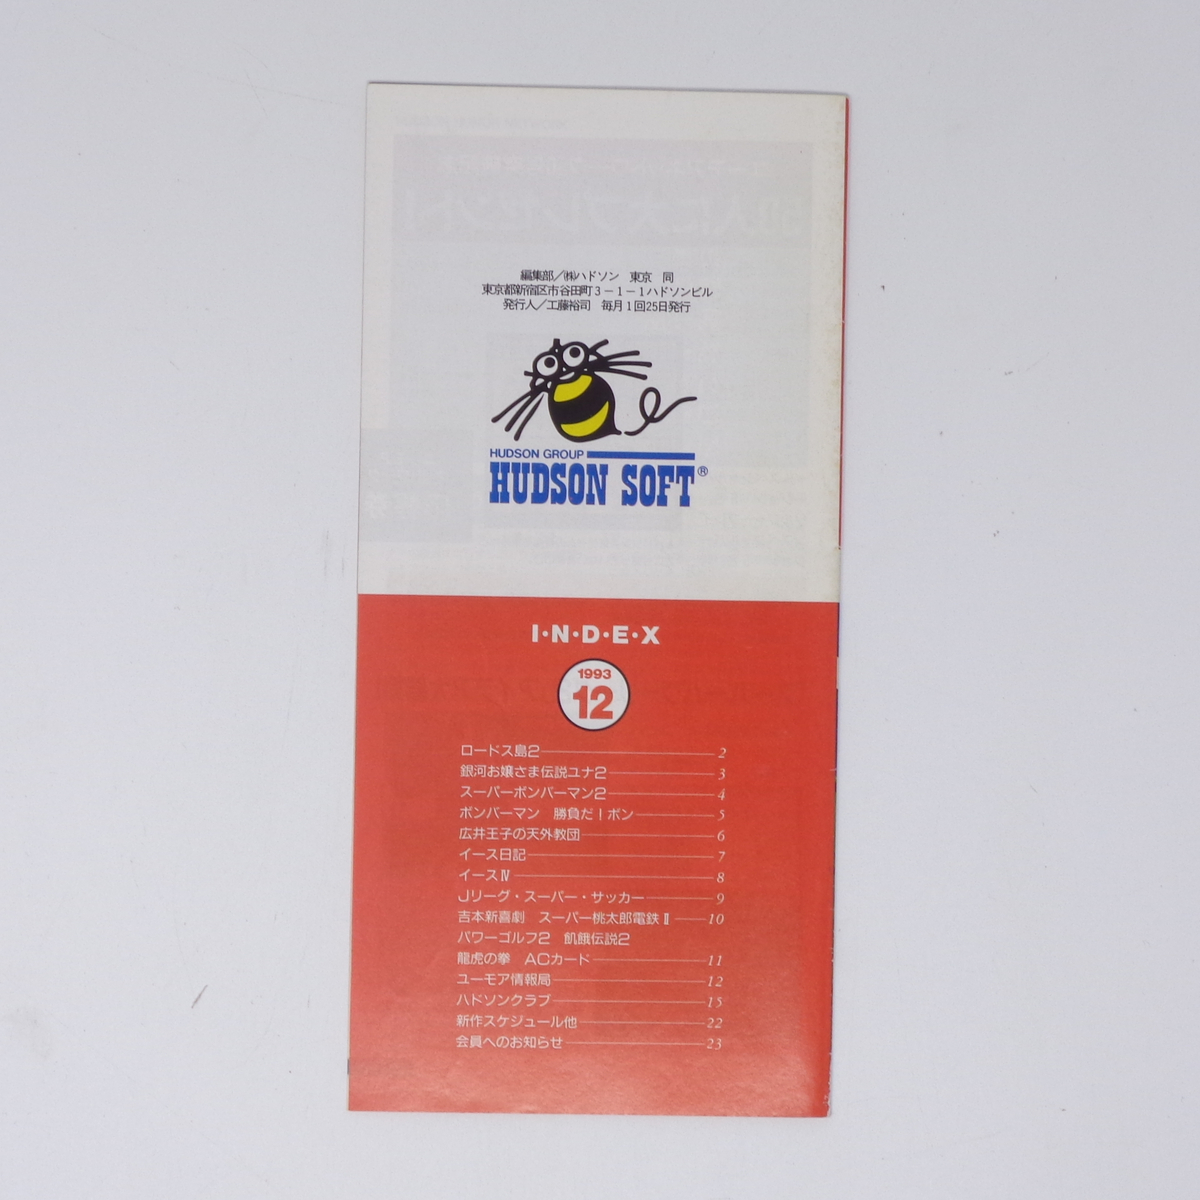 編集部／㈱ハドソン　東京　同
東京都新宿区市谷田町3－1－1ハドソンビル
発行人／工藤裕司　毎月1回25日発行
HUDSON GROUP
HUDSON SOFT®
I・N・D・E・X
1993
12
ロードス島2 2
銀河お嬢さま伝説ユナ2 3
スーパーボンバーマン2 4
ボンバーマン　勝負だ！ボン 5
広井王子の天外教団 6
イース日記 7
イースⅣ 8
Jリーグ・スーパー・サッカー 9
吉本新喜劇　スーパー桃太郎電鉄Ⅱ 10
パワーゴルフ2　飢餓伝説2
龍虎の拳　ACカード 11
ユーモア情報局 12
ハドソンクラブ 15
新作スケジュール他 22
会員へのお知らせ 23